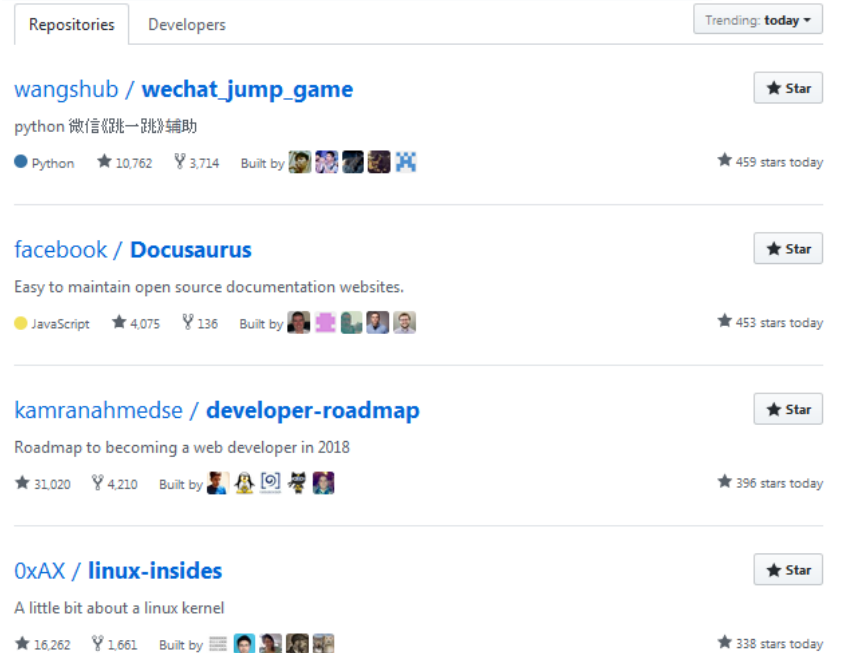 Repositories Developers Trending: today
wangshub / wechat_jump_game Star
python 微信《跳一跳》辅助
Python 10,762 3,714 Built by 459 stars today
facebook / Docusaurus Star
Easy to maintain open source documentation websites.
JavaScript 4,075 136 Built by 453 stars today
kamranahmedse / developer-roadmap Star
Roadmap to becoming a web developer in 2018
31,020 4,210 Built by 396 stars today
0xAX / linux-insides Star
A little bit about a linux kernel
16,262 1,661 Built by 338 stars today